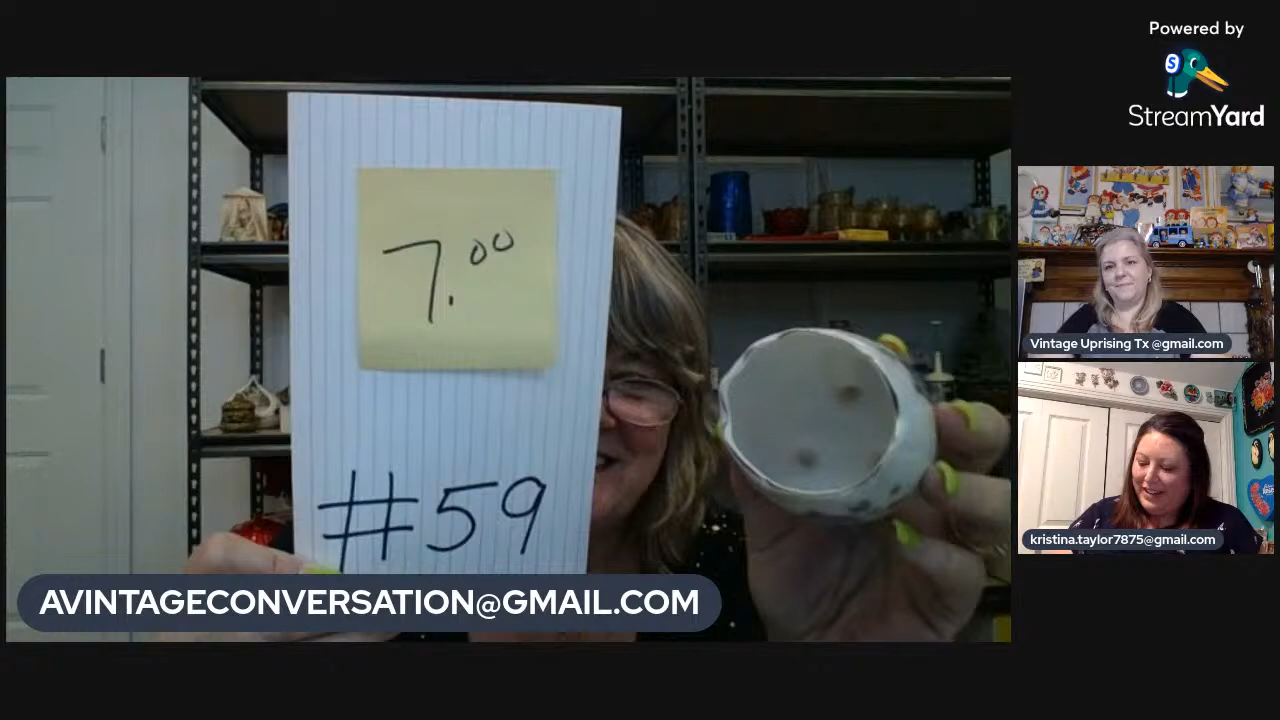 Powered by
StreamYard
7.00
#59
AVINTAGECONVERSATION@GMAIL.COM
Vintage Uprising Tx @gmail.com
kristina.taylor7875@gmail.com